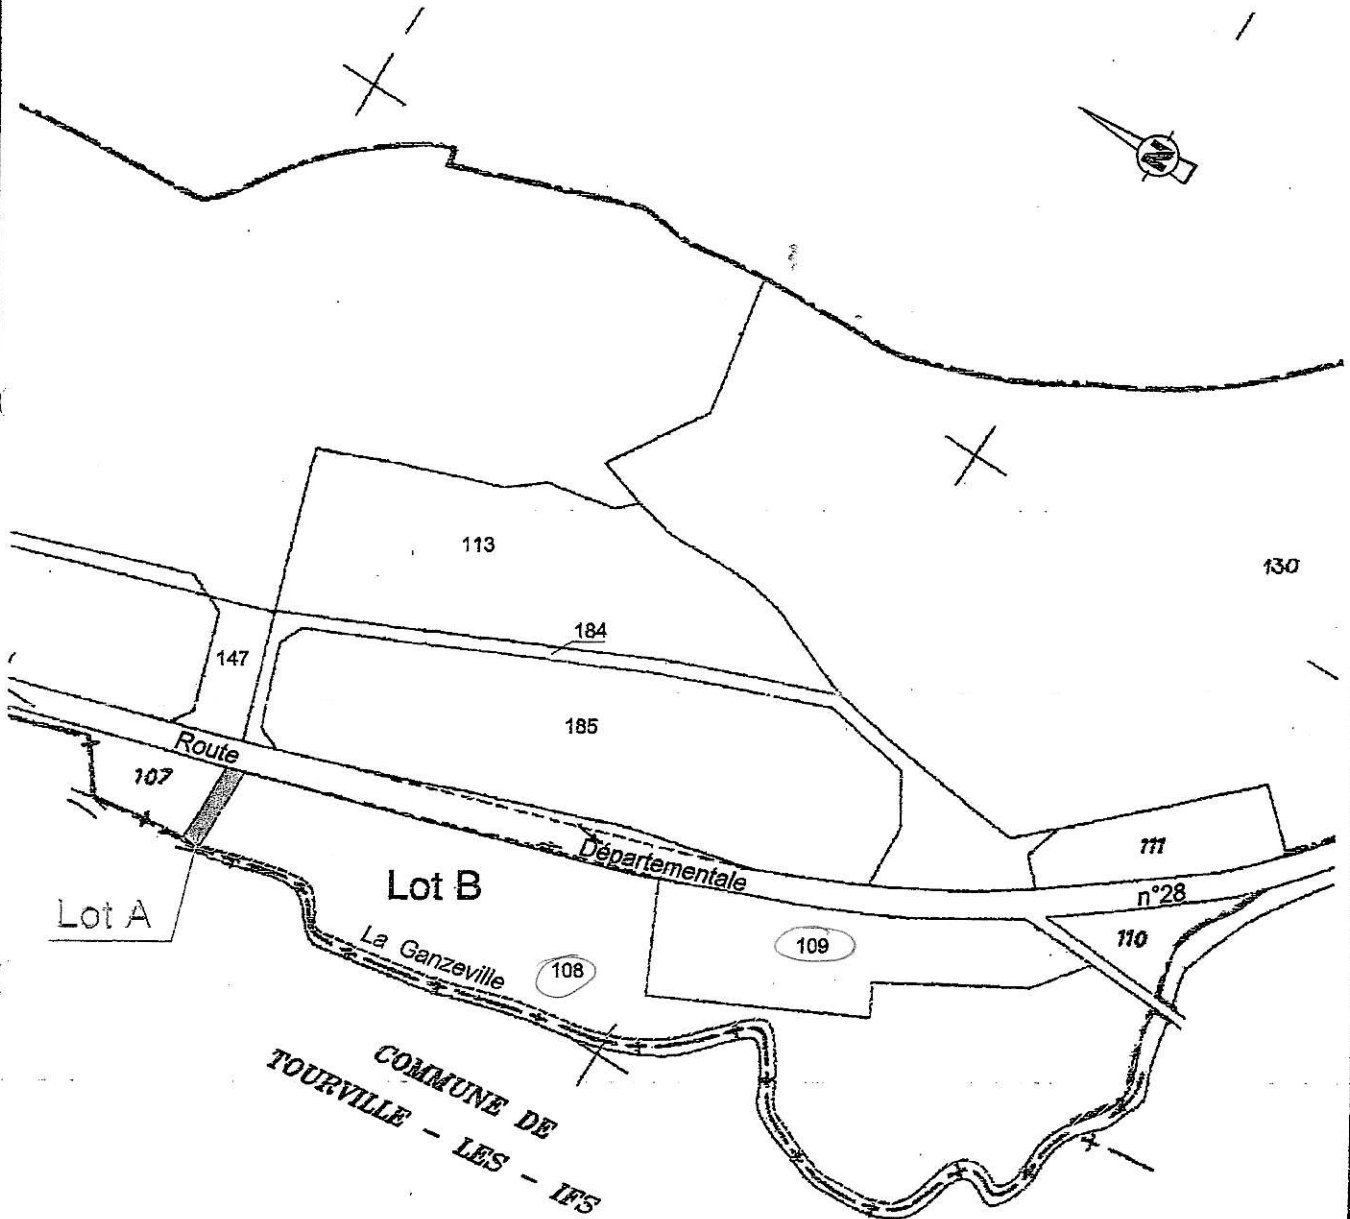 N
113
130
184
147
185
Route
107
Départementale
111
n°28
Lot B
Lot A
110
109
La Ganzeville
108
COMMUNE DE
TOURVILLE - LES - IFS